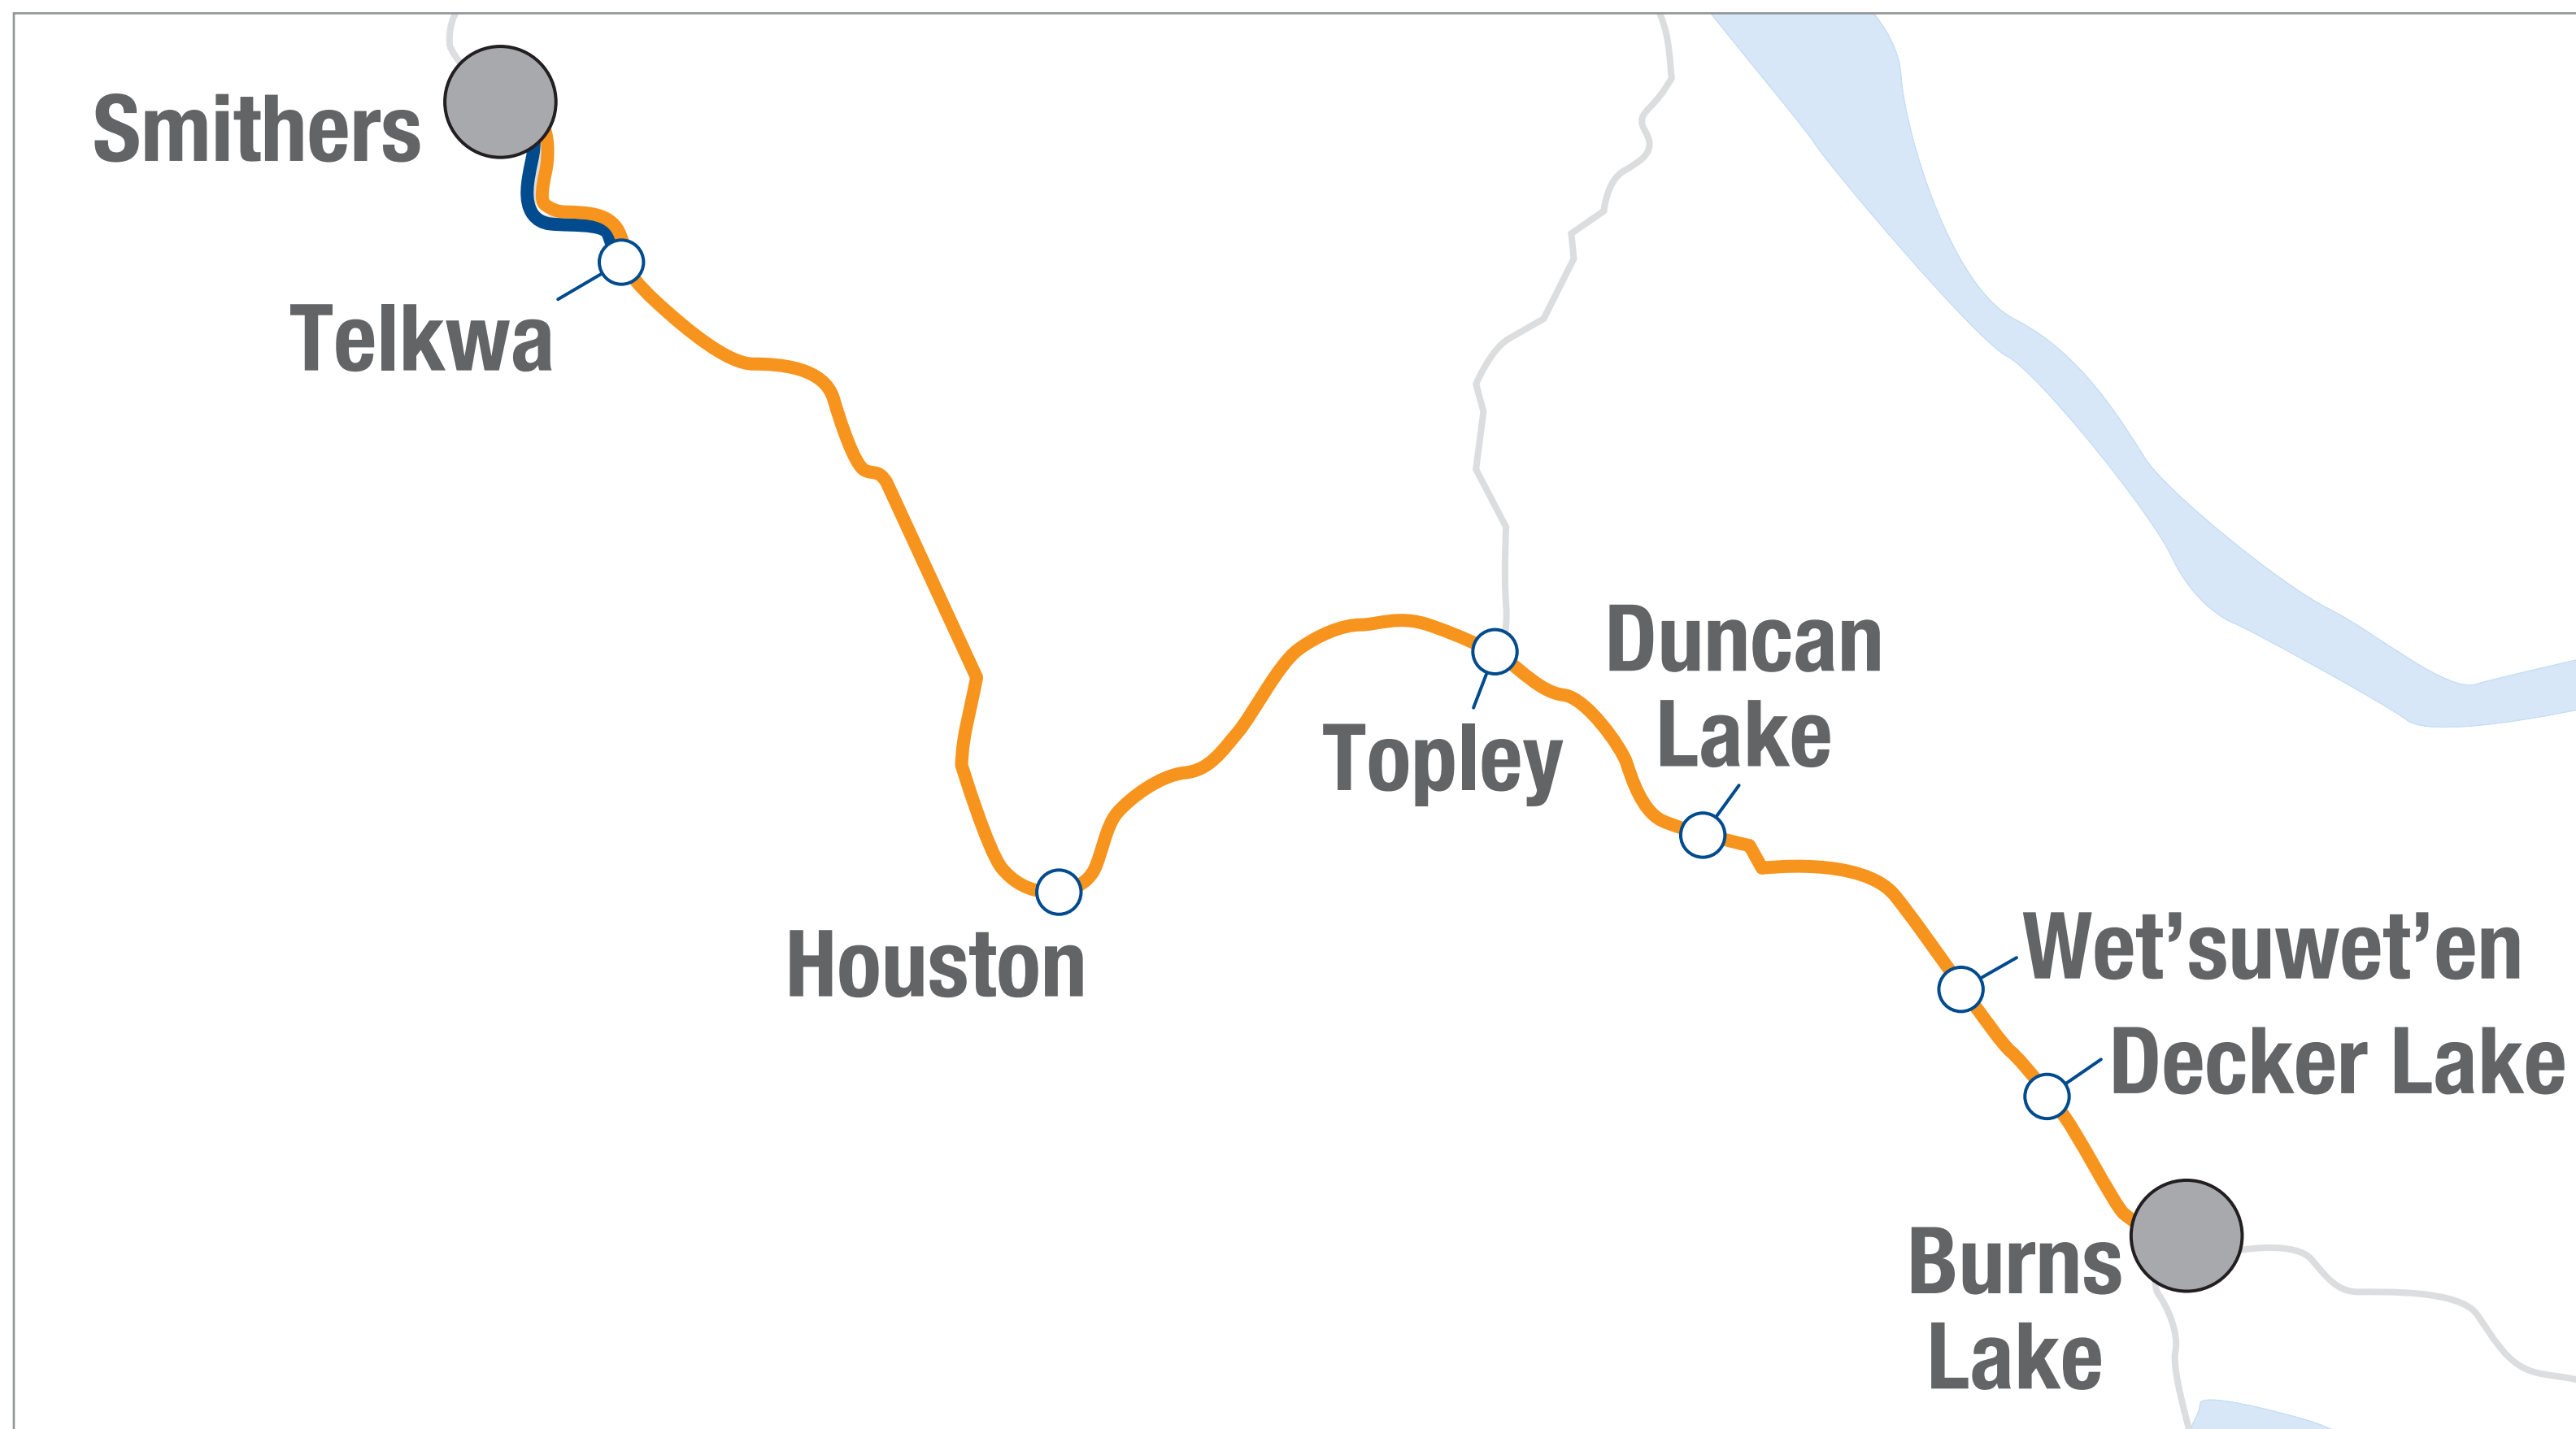 Smithers
Telkwa
Duncan
Lake
Topley
Houston
Wet’suwet’en
Decker Lake
Burns
Lake